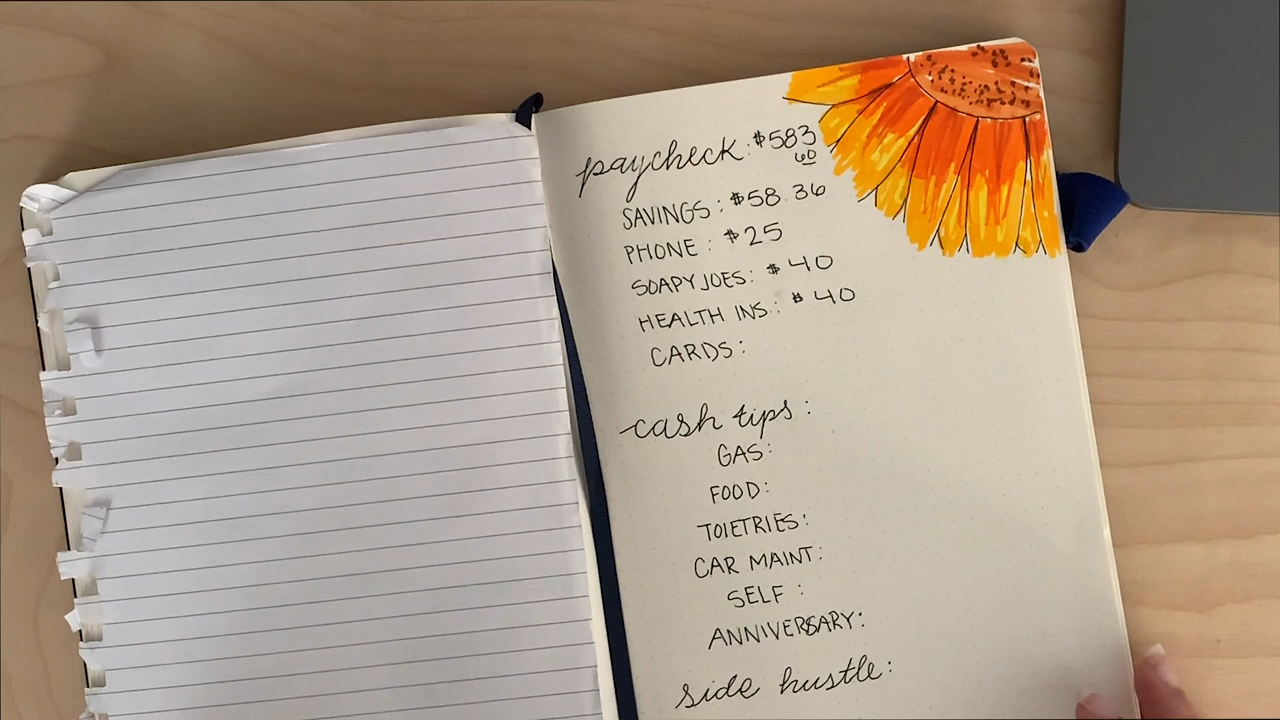 paycheck: $583 60
SAVINGS: $58.36
PHONE: $25
SOAPY JOES: $40
HEALTH INS: $40
CARDS:
cash tips:
GAS:
FOOD:
TOIETRIES:
CAR MAINT:
SELF:
ANNIVERSARY:
side hustle: